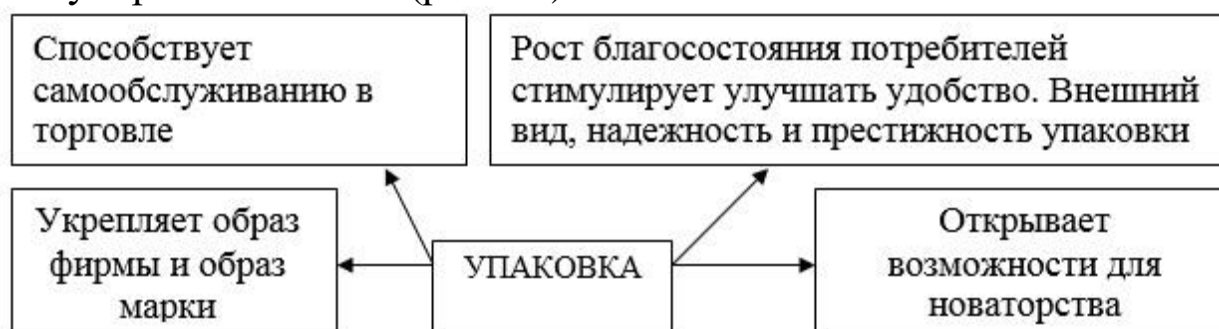 Способствует
самообслуживанию в
торговле
Рост благосостояния потребителей
стимулирует улучшать удобство. Внешний
вид, надежность и престижность упаковки
Укрепляет образ
фирмы и образ
марки
УПАКОВКА
Открывает
возможности для
новаторства